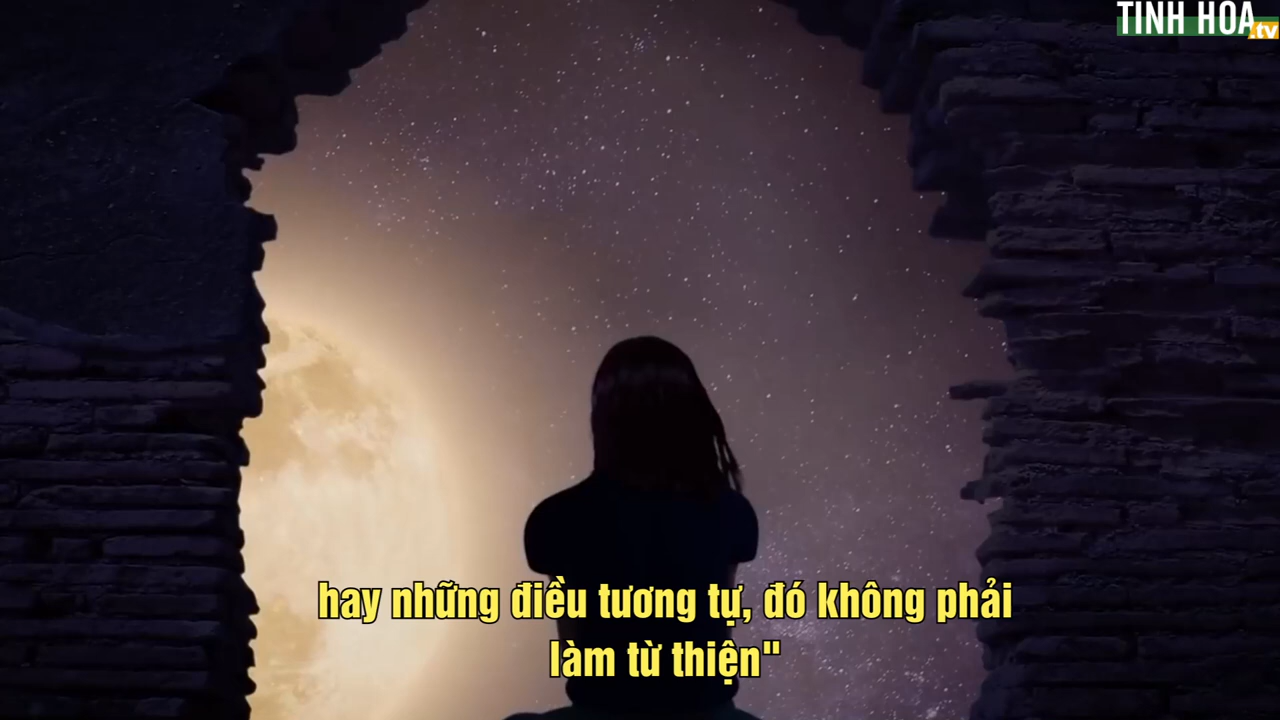 TINH HOA
.tv
hay những điều tương tự, đó không phải
làm từ thiện"